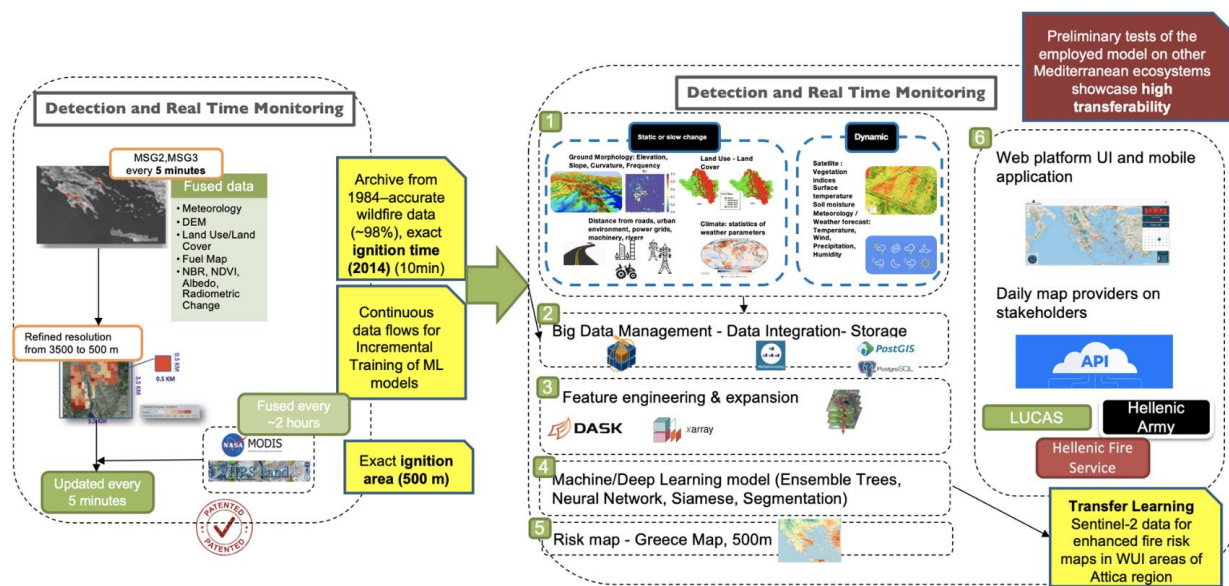 Preliminary tests of the
employed model on other
Mediterranean ecosystems
showcase high
transferability
Detection and Real Time Monitoring
MSG2,MSG3
every 5 minutes
Fused data
• Meteorology
• DEM
• Land Use/Land
Cover
• Fuel Map
• NBR, NDVI,
Albedo,
Radiometric
Change
Refined resolution
from 3500 to 500 m
0.5 KM
0.5 KM
3.5 KM
Fused every
~2 hours
NASA
MODIS
VIIRS Land
Updated every
5 minutes
PATENTED
PATENTED
Archive from
1984–accurate
wildfire data
(~98%), exact
ignition time
(2014) (10min)
Continuous
data flows for
Incremental
Training of ML
models
Exact ignition
area (500 m)
Detection and Real Time Monitoring
1
Static or slow change
Ground Morphology: Elevation,
Slope, Curvature, Frequency
Land Use - Land
Cover
Distance from roads, urban
environment, power grids,
machinery, rivers
Climate: statistics of
weather parameters
Dynamic
Satellite :
Vegetation
indices
Surface
temperature
Soil moisture
Meteorology /
Weather forecast:
Temperature,
Wind,
Precipitation,
Humidity
2
Big Data Management - Data Integration- Storage
PostGIS
PostgreSQL
3
Feature engineering & expansion
DASK
xarray
4
Machine/Deep Learning model (Ensemble Trees,
Neural Network, Siamese, Segmentation)
5
Risk map - Greece Map, 500m
6
Web platform UI and mobile
application
Daily map providers on
stakeholders
API
LUCAS
Hellenic
Army
Hellenic Fire
Service
Transfer Learning
Sentinel-2 data for
enhanced fire risk
maps in WUI areas of
Attica region